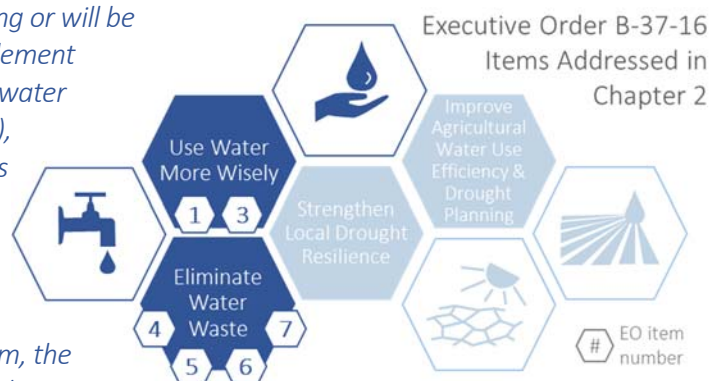 ng or will be
lement
water
),
s
m, the
Executive Order B-37-16
Items Addressed in
Chapter 2
Use Water
More Wisely
1 3
Improve
Agricultural
Water Use
Efficiency &
Drought
Planning
Strengthen
Local Drought
Resilience
Eliminate
Water
Waste
4 7
5 6
# EO item
number